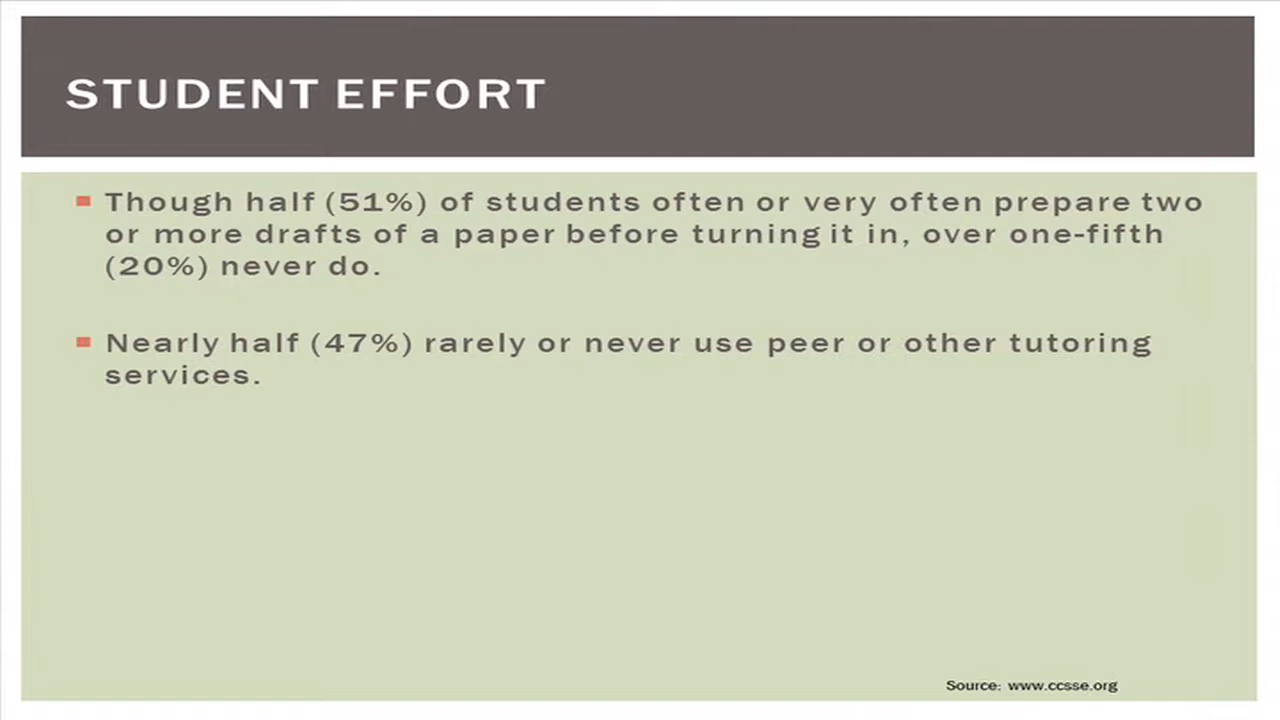 STUDENT EFFORT
Though half (51%) of students often or very often prepare two
or more drafts of a paper before turning it in, over one-fifth
(20%) never do.
Nearly half (47%) rarely or never use peer or other tutoring
services.
Source: www.ccsse.org